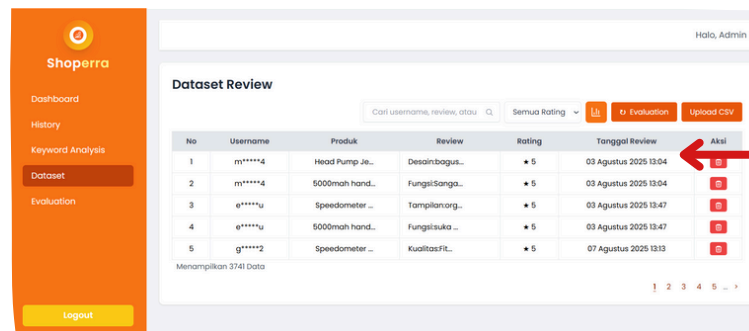 Halo, Admin
Shoperra
Dashboard
History
Keyword Analysis
Dataset
Evaluation
Logout
Dataset Review
Cari username, review, atau
Semua Rating
Evaluation
Upload CSV
No Username Produk Review Rating Tanggal Review Aksi
1 m*****4 Head Pump Je... Desain:bagus... ★ 5 03 Agustus 2025 13:04
2 m*****4 5000mah hand... Fungsi:Sanga... ★ 5 03 Agustus 2025 13:04
3 e*****u Speedometer ... Tampilan:org... ★ 5 03 Agustus 2025 13:47
4 e*****u 5000mah hand... Fungsi:suka ... ★ 5 03 Agustus 2025 13:47
5 g*****2 Speedometer ... Kualitas:Fit... ★ 5 07 Agustus 2025 13:13
Menampilkan 3741 Data
1 2 3 4 5 ... >